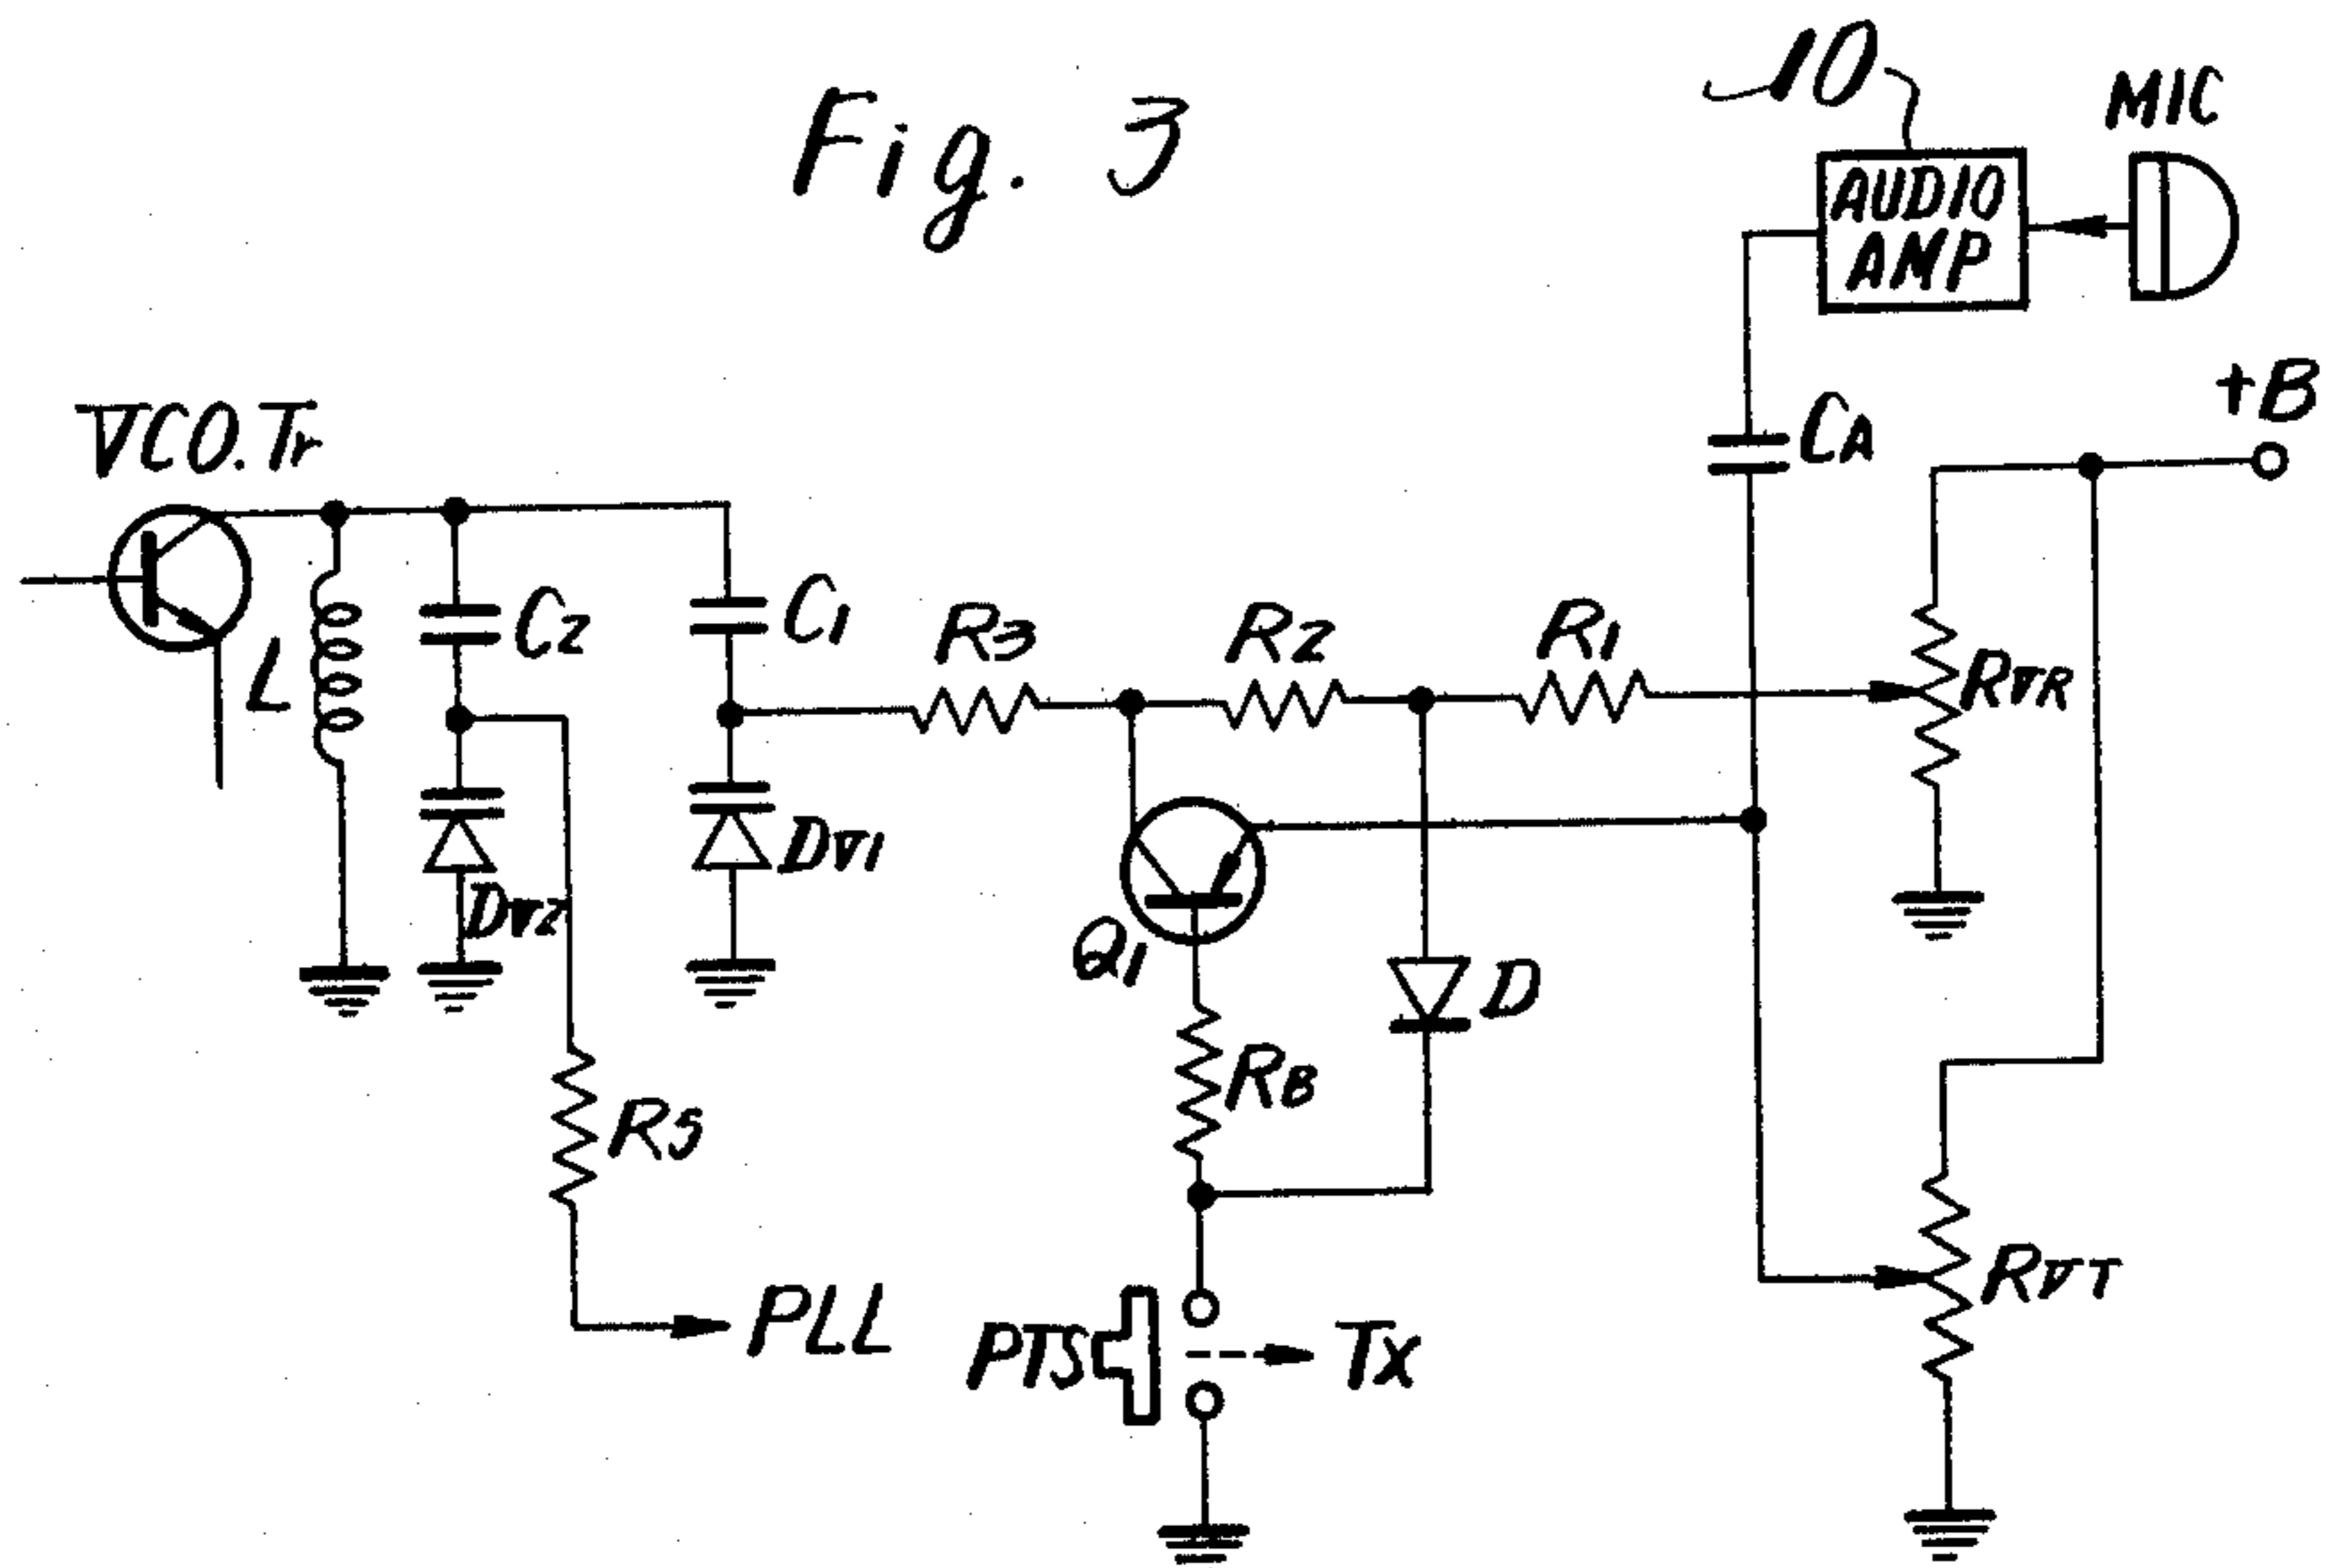 Fig. 3
10
MIC
AUDIO
AMP
+B
CA
VCO.Tr
L
C2
C1
R3
R2
R1
RVR
DV1
DV2
Q1
D
RB
RS
PLL
PTS
Tx
RVT